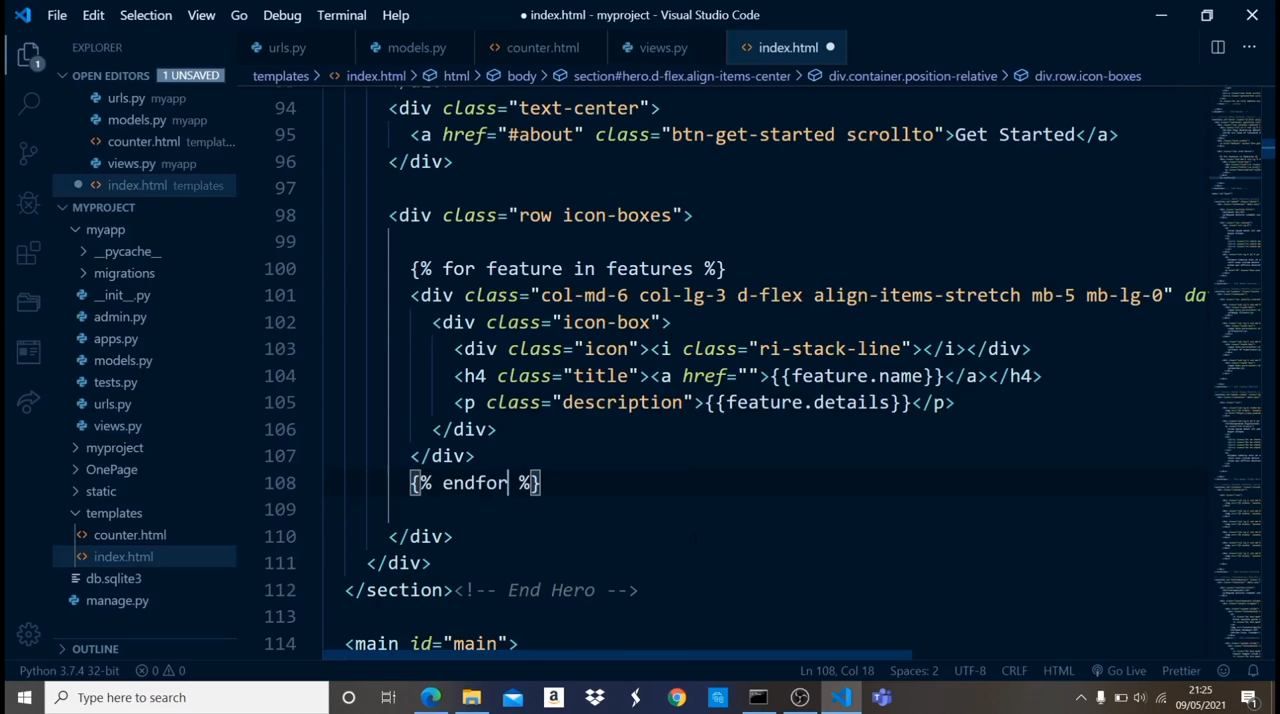 File Edit Selection View Go Debug Terminal Help ● index.html - myproject - Visual Studio Code
EXPLORER urls.py models.py <> counter.html views.py <> index.html ●
OPEN EDITORS 1 UNSAVED templates > <> index.html > html > body > section#hero.d-flex.align-items-center > div.container.position-relative > div.row.icon-boxes
urls.py myapp
models.py myapp
<> counter.html templat...
views.py myapp
● <> index.html templates
MYPROJECT
myapp
__pycache__
migrations
__init__.py
admin.py
apps.py
models.py
tests.py
urls.py
views.py
myproject
OnePage
static
templates
<> counter.html
<> index.html
db.sqlite3
manage.py
OUTLINE
94 <div class="text-center">
95 <a href="#about" class="btn-get-started scrollto">Get Started</a>
96 </div>
97
98 <div class="row icon-boxes">
99
100 {% for feature in features %}
101 <div class="col-md-6 col-lg-3 d-flex align-items-stretch mb-5 mb-lg-0" da
102 <div class="icon-box">
103 <div class="icon"><i class="ri-stack-line"></i></div>
104 <h4 class="title"><a href="">{{feature.name}}</a></h4>
105 <p class="description">{{feature.details}}</p>
106 </div>
107 </div>
108 {% endfor %}
109
110 </div>
111 </div>
112 </section><!-- End Hero -->
113
114 <main id="main">
Python 3.7.4 32-bit 0 0 Ln 108, Col 18 Spaces: 2 UTF-8 CRLF HTML Go Live Prettier
Type here to search 21:25
09/05/2021